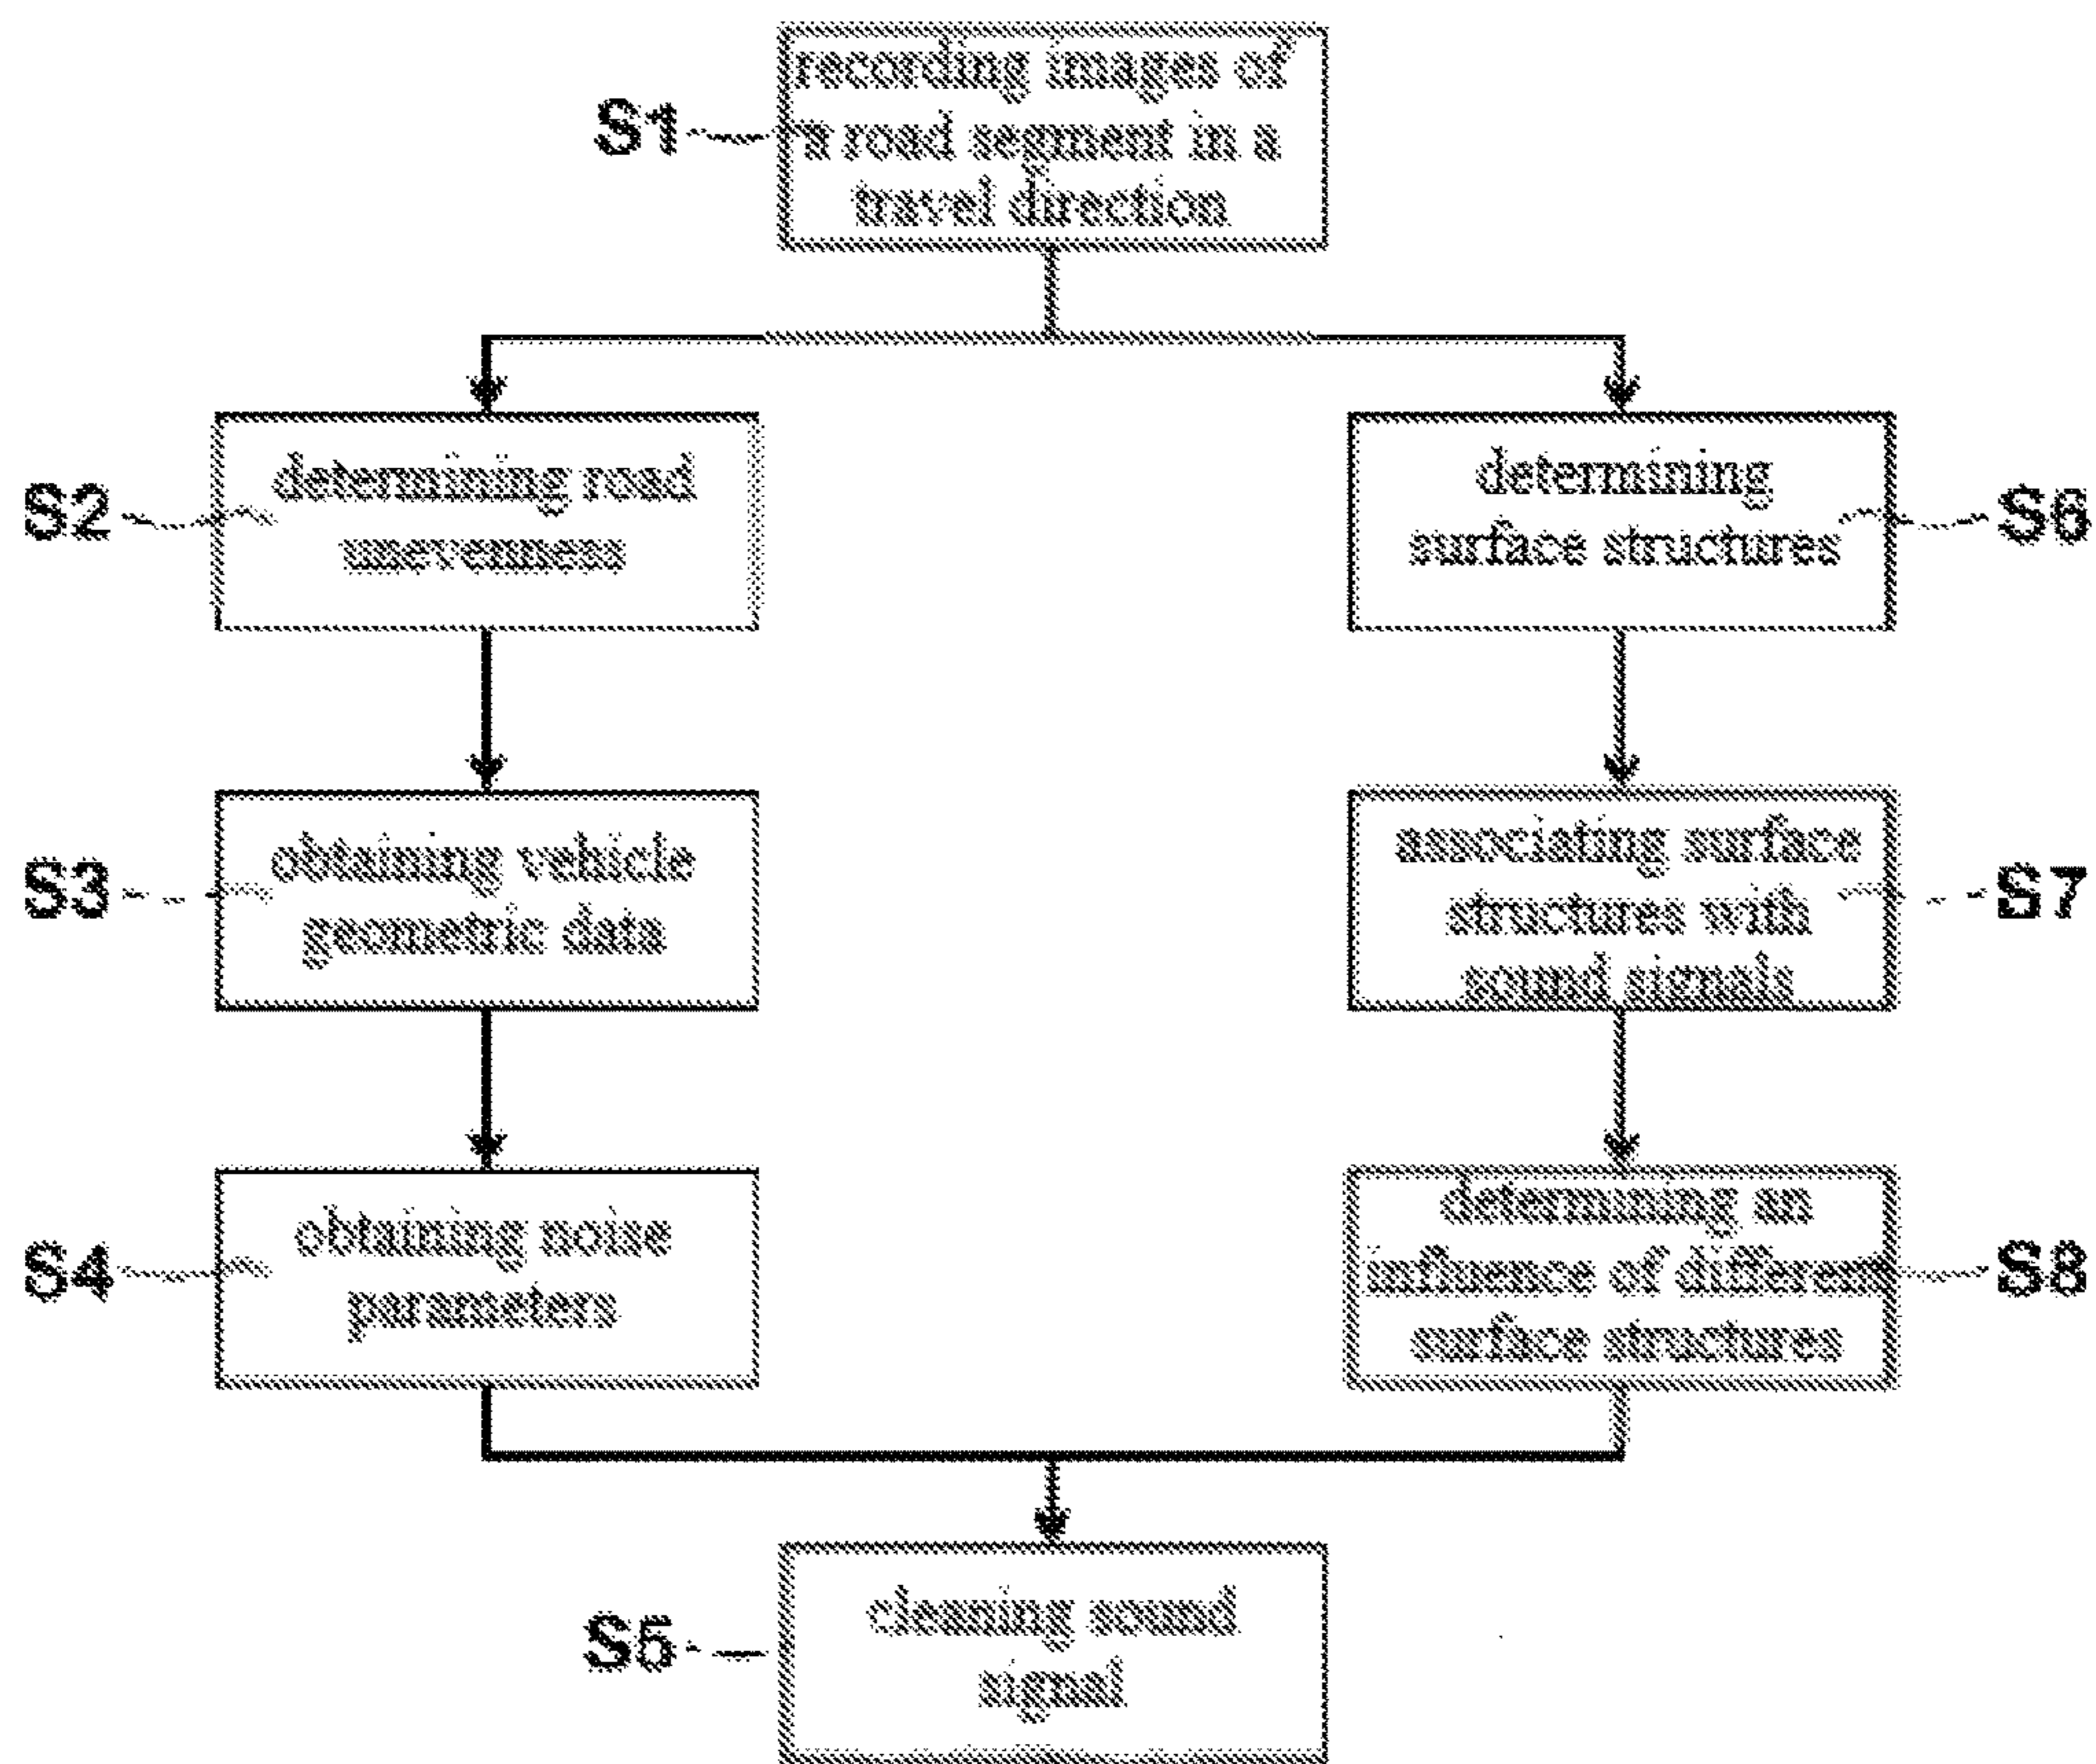 recording images of
S1
a road segment in a
travel direction
determining road
unevenness
S2
determining
surface structures
S6
obtaining vehicle
geometric data
S3
associating surface
structures with
sound signals
S7
obtaining noise
parameters
S4
determining an
influence of different
surface structures
S8
cleaning sound
signal
S5